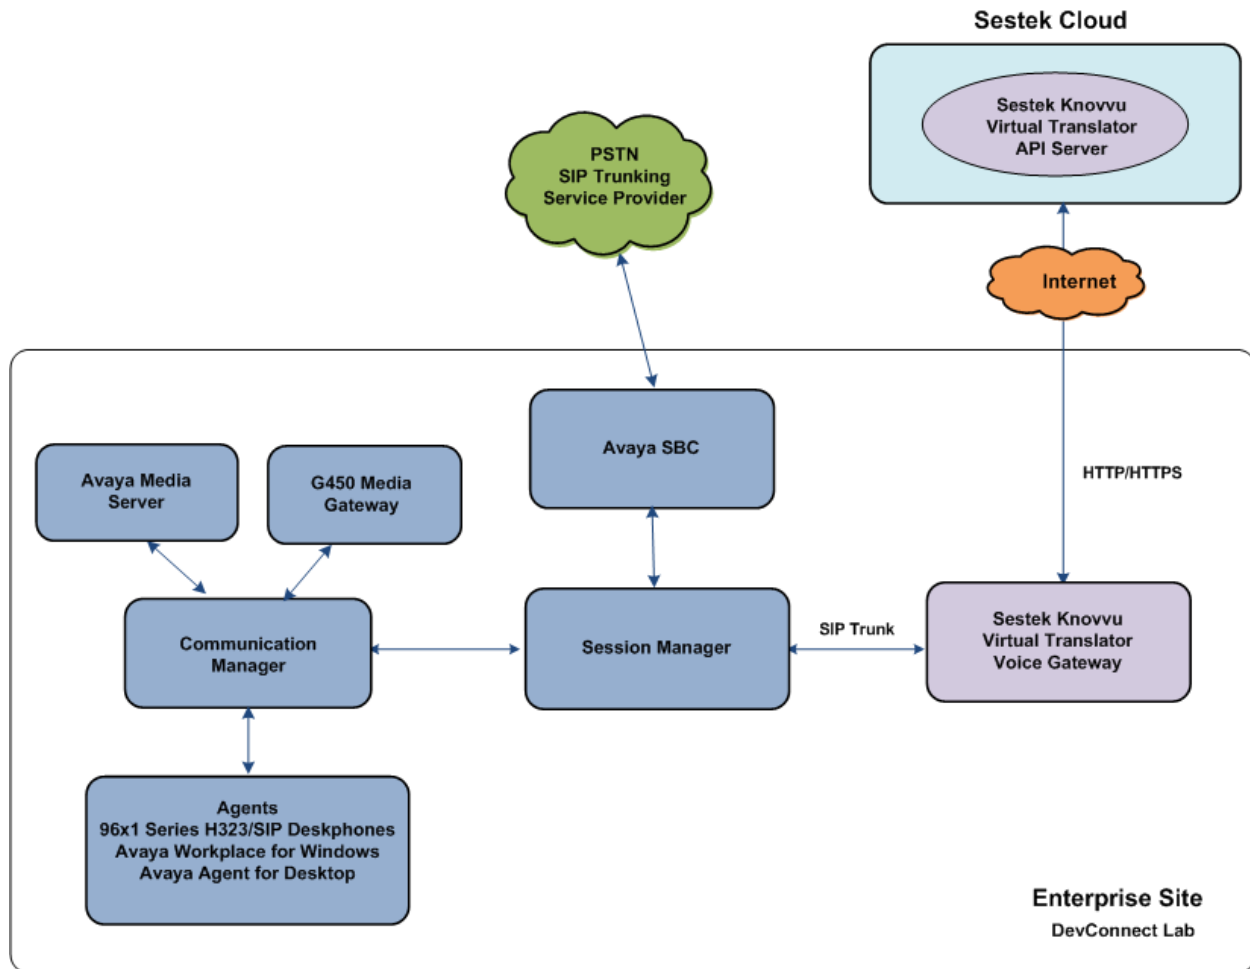 Sestek Cloud
Sestek Knovvu
Virtual Translator
API Server
PSTN
SIP Trunking
Service Provider
Internet
Avaya SBC
HTTP/HTTPS
Avaya Media
Server
G450 Media
Gateway
Communication
Manager
Session Manager
SIP Trunk
Sestek Knovvu
Virtual Translator
Voice Gateway
Agents
96x1 Series H323/SIP Deskphones
Avaya Workplace for Windows
Avaya Agent for Desktop
Enterprise Site
DevConnect Lab